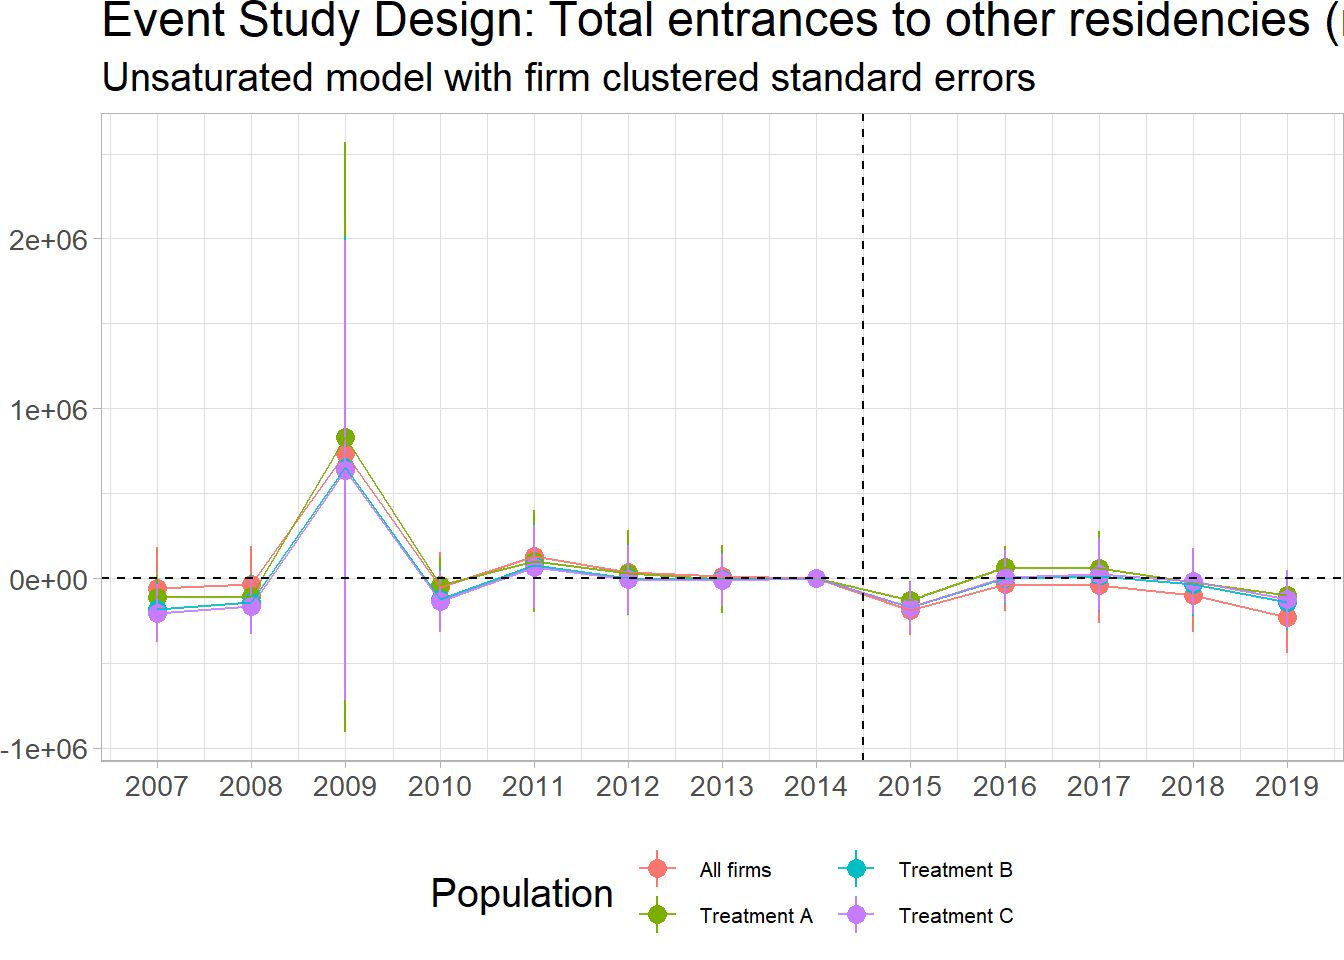 Event Study Design: Total entrances to other residencies (
Unsaturated model with firm clustered standard errors
2e+06
1e+06
0e+00
-1e+06
2007 2008 2009 2010 2011 2012 2013 2014 2015 2016 2017 2018 2019
Population
All firms
Treatment A
Treatment B
Treatment C